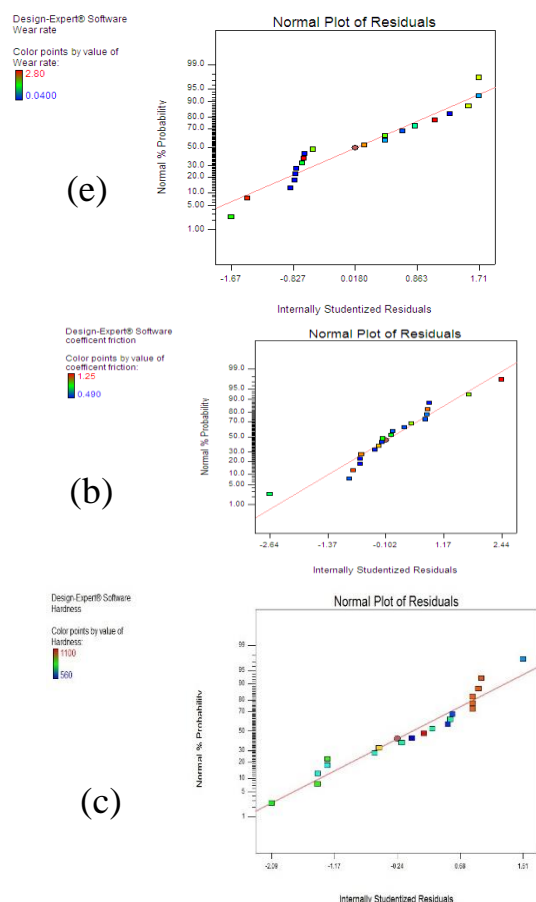 Design-Expert® Software
Wear rate
Color points by value of
Wear rate:
2.80
0.0400
(e)
Normal Plot of Residuals
Normal % Probability
99.0
95.0
90.0
80.0
70.0
50.0
30.0
20.0
10.0
5.00
1.00
-1.67
-0.827
0.0180
0.863
1.71
Internally Studentized Residuals
Design-Expert® Software
coefficent friction
Color points by value of
coefficent friction:
1.25
0.490
(b)
Normal Plot of Residuals
Normal % Probability
99.0
95.0
90.0
80.0
70.0
50.0
30.0
20.0
10.0
5.00
1.00
-2.64
-1.37
-0.102
1.17
2.44
Internally Studentized Residuals
Design-Expert® Software
Hardness
Color points by value of
Hardness:
1100
560
(c)
Normal Plot of Residuals
Normal % Probability
99
95
90
80
70
50
30
20
10
5
1
-2.09
-1.17
-0.24
0.69
1.61
Internally Studentized Residuals